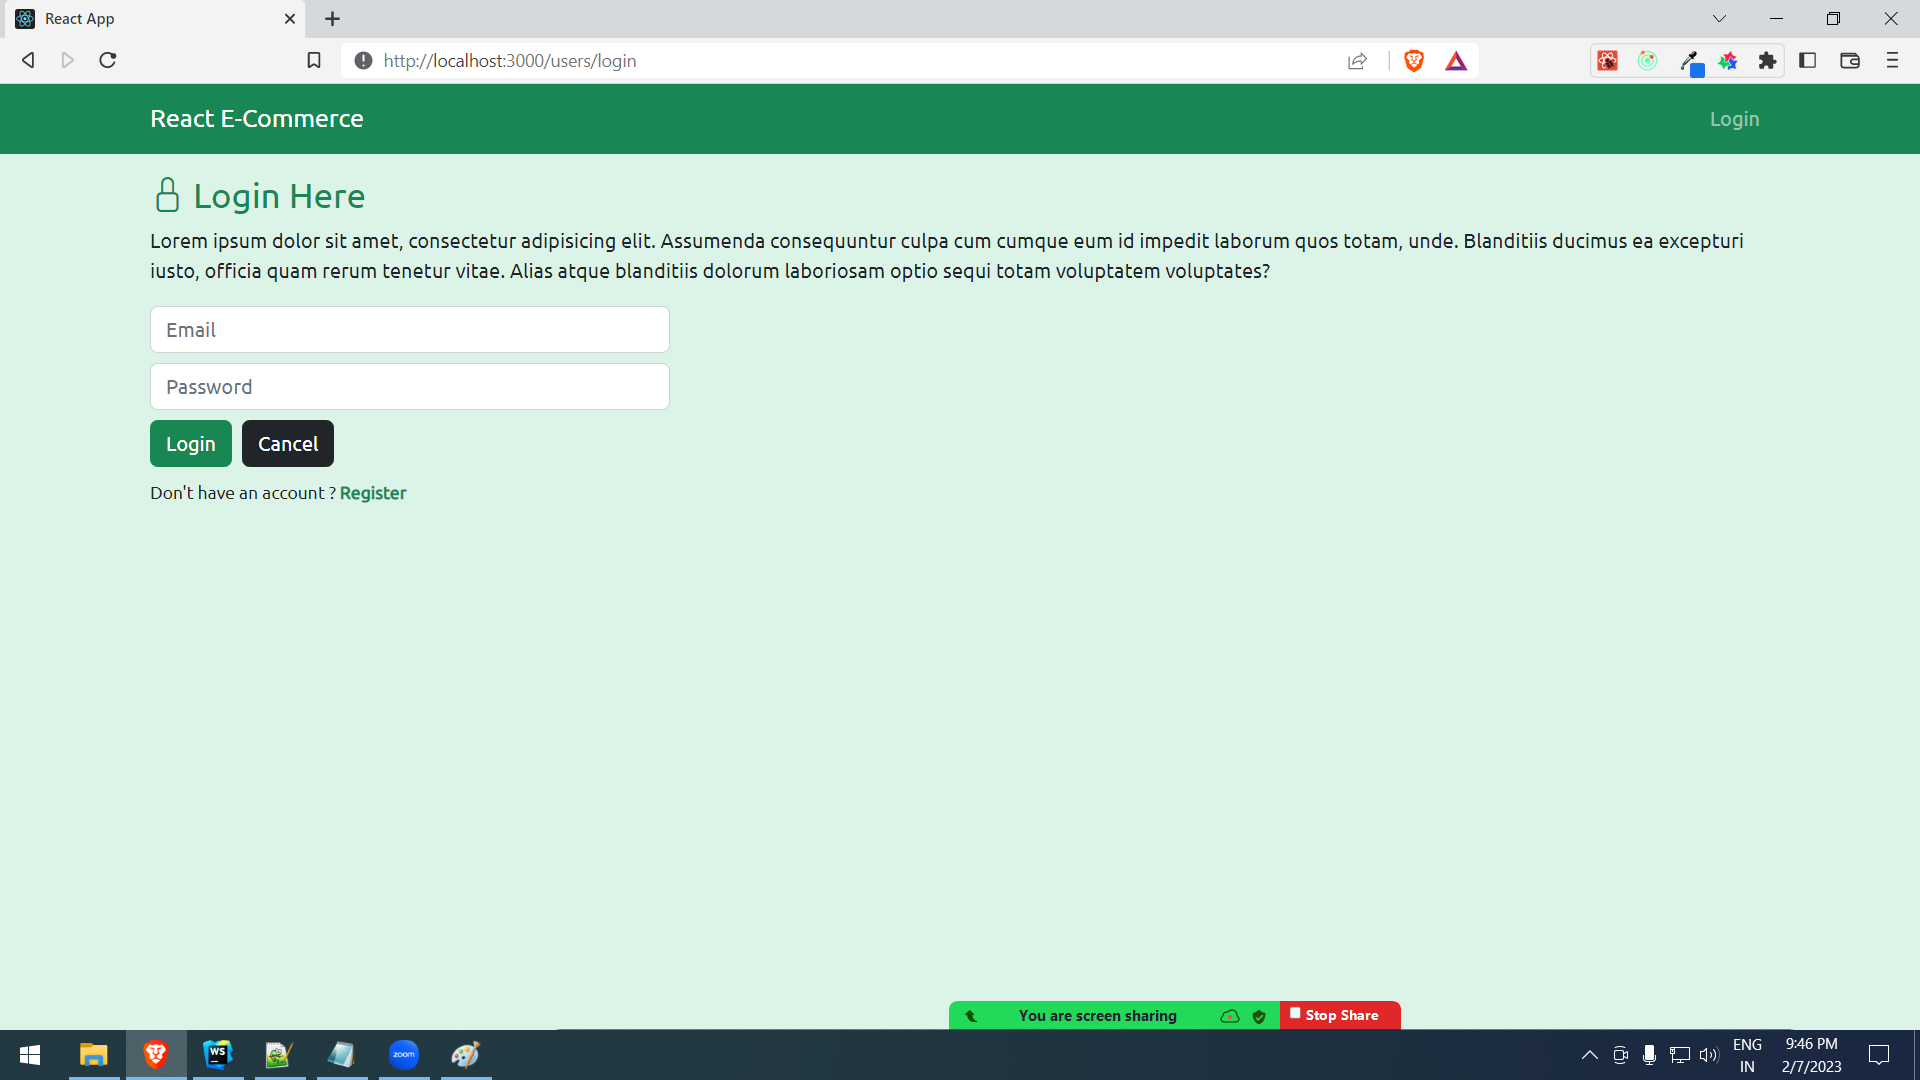 React App
http://localhost:3000/users/login
React E-Commerce
Login
Login Here
Lorem ipsum dolor sit amet, consectetur adipisicing elit. Assumenda consequuntur culpa cum cumque eum id impedit laborum quos totam, unde. Blanditiis ducimus ea excepturi
iusto, officia quam rerum tenetur vitae. Alias atque blanditiis dolorum laboriosam optio sequi totam voluptatem voluptates?
Email
Password
Login Cancel
Don't have an account ? Register
You are screen sharing Stop Share
WS
zoom
ENG
IN
9:46 PM
2/7/2023